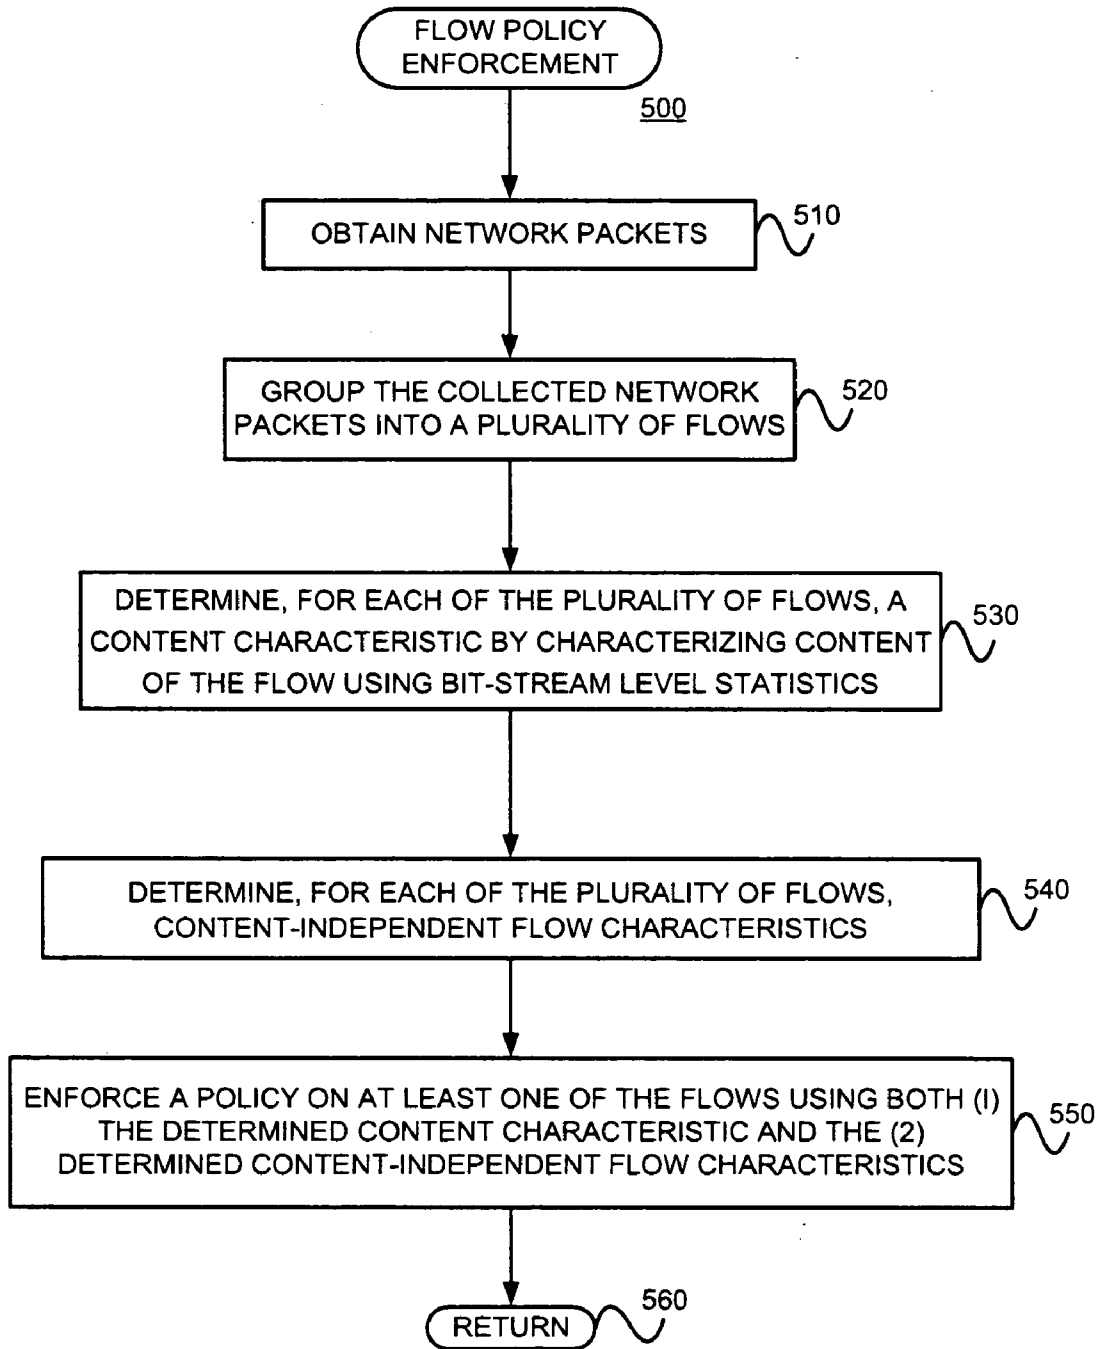 FLOW POLICY
ENFORCEMENT
500
OBTAIN NETWORK PACKETS
510
GROUP THE COLLECTED NETWORK
PACKETS INTO A PLURALITY OF FLOWS
520
DETERMINE, FOR EACH OF THE PLURALITY OF FLOWS, A
CONTENT CHARACTERISTIC BY CHARACTERIZING CONTENT
OF THE FLOW USING BIT-STREAM LEVEL STATISTICS
530
DETERMINE, FOR EACH OF THE PLURALITY OF FLOWS,
CONTENT-INDEPENDENT FLOW CHARACTERISTICS
540
ENFORCE A POLICY ON AT LEAST ONE OF THE FLOWS USING BOTH (I)
THE DETERMINED CONTENT CHARACTERISTIC AND THE (2)
DETERMINED CONTENT-INDEPENDENT FLOW CHARACTERISTICS
550
RETURN
560